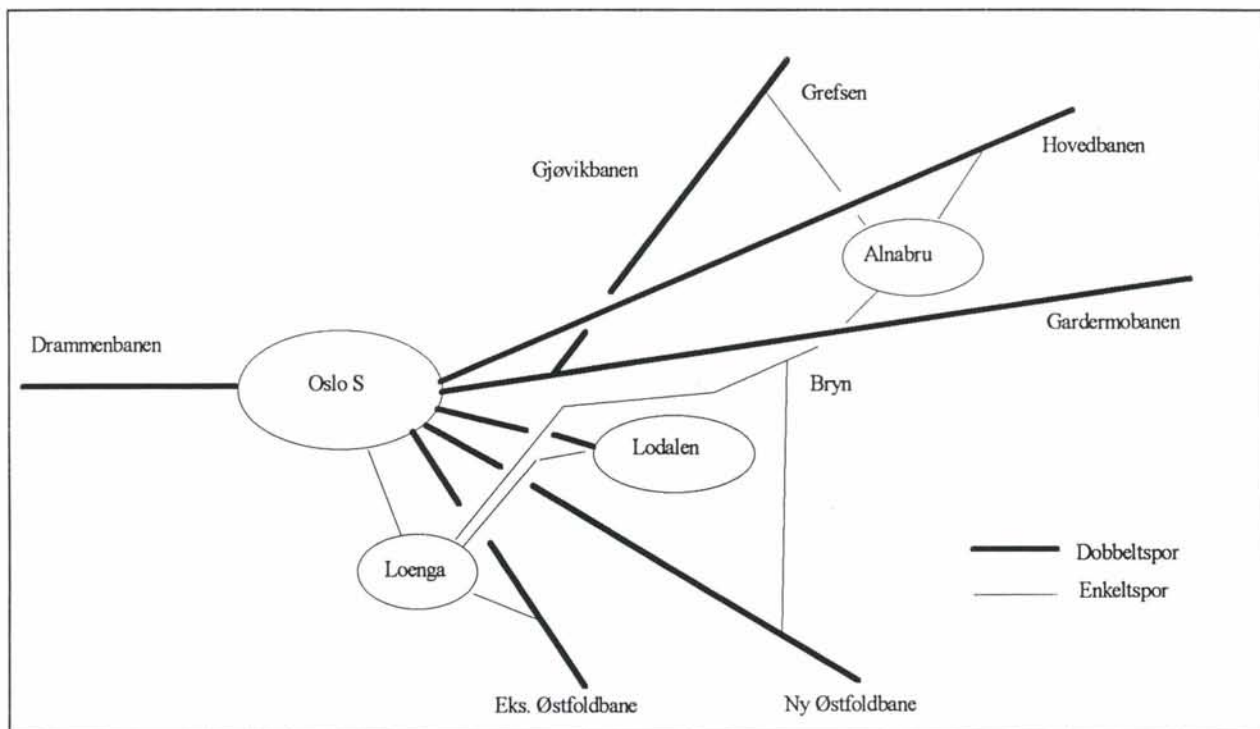 Grefsen
Hovedbanen
Gjøvikbanen
Alnabru
Gardermobanen
Drammenbanen
Oslo S
Bryn
Lodalen
Loenga
Dobbeltspor
Enkeltspor
Eks. Østfoldbane
Ny Østfoldbane